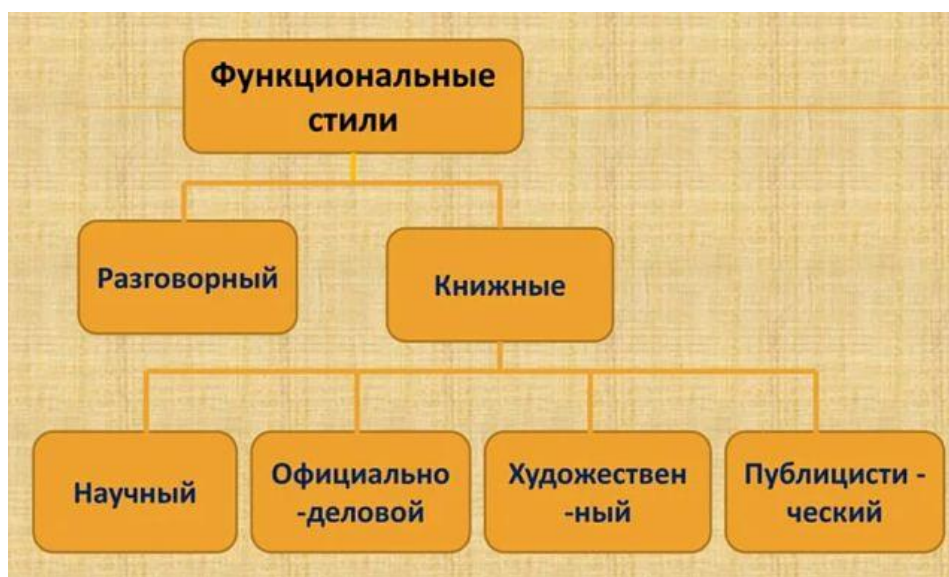 Функциональные
стили
Разговорный
Книжные
Научный
Официально
-деловой
Художествен
-ный
Публицисти -
ческий